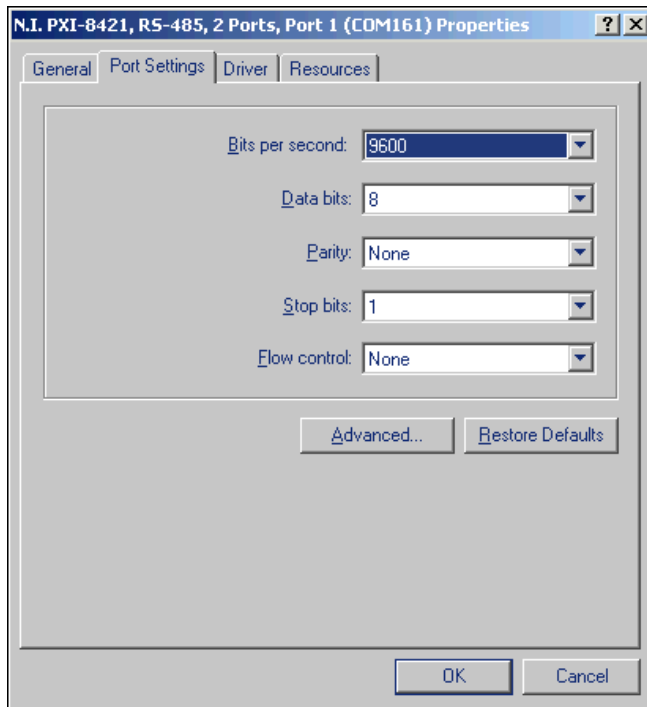 N.I. PXI-8421, RS-485, 2 Ports, Port 1 (COM161) Properties
General Port Settings Driver Resources
Bits per second: 9600
Data bits: 8
Parity: None
Stop bits: 1
Flow control: None
Advanced... Restore Defaults
OK Cancel